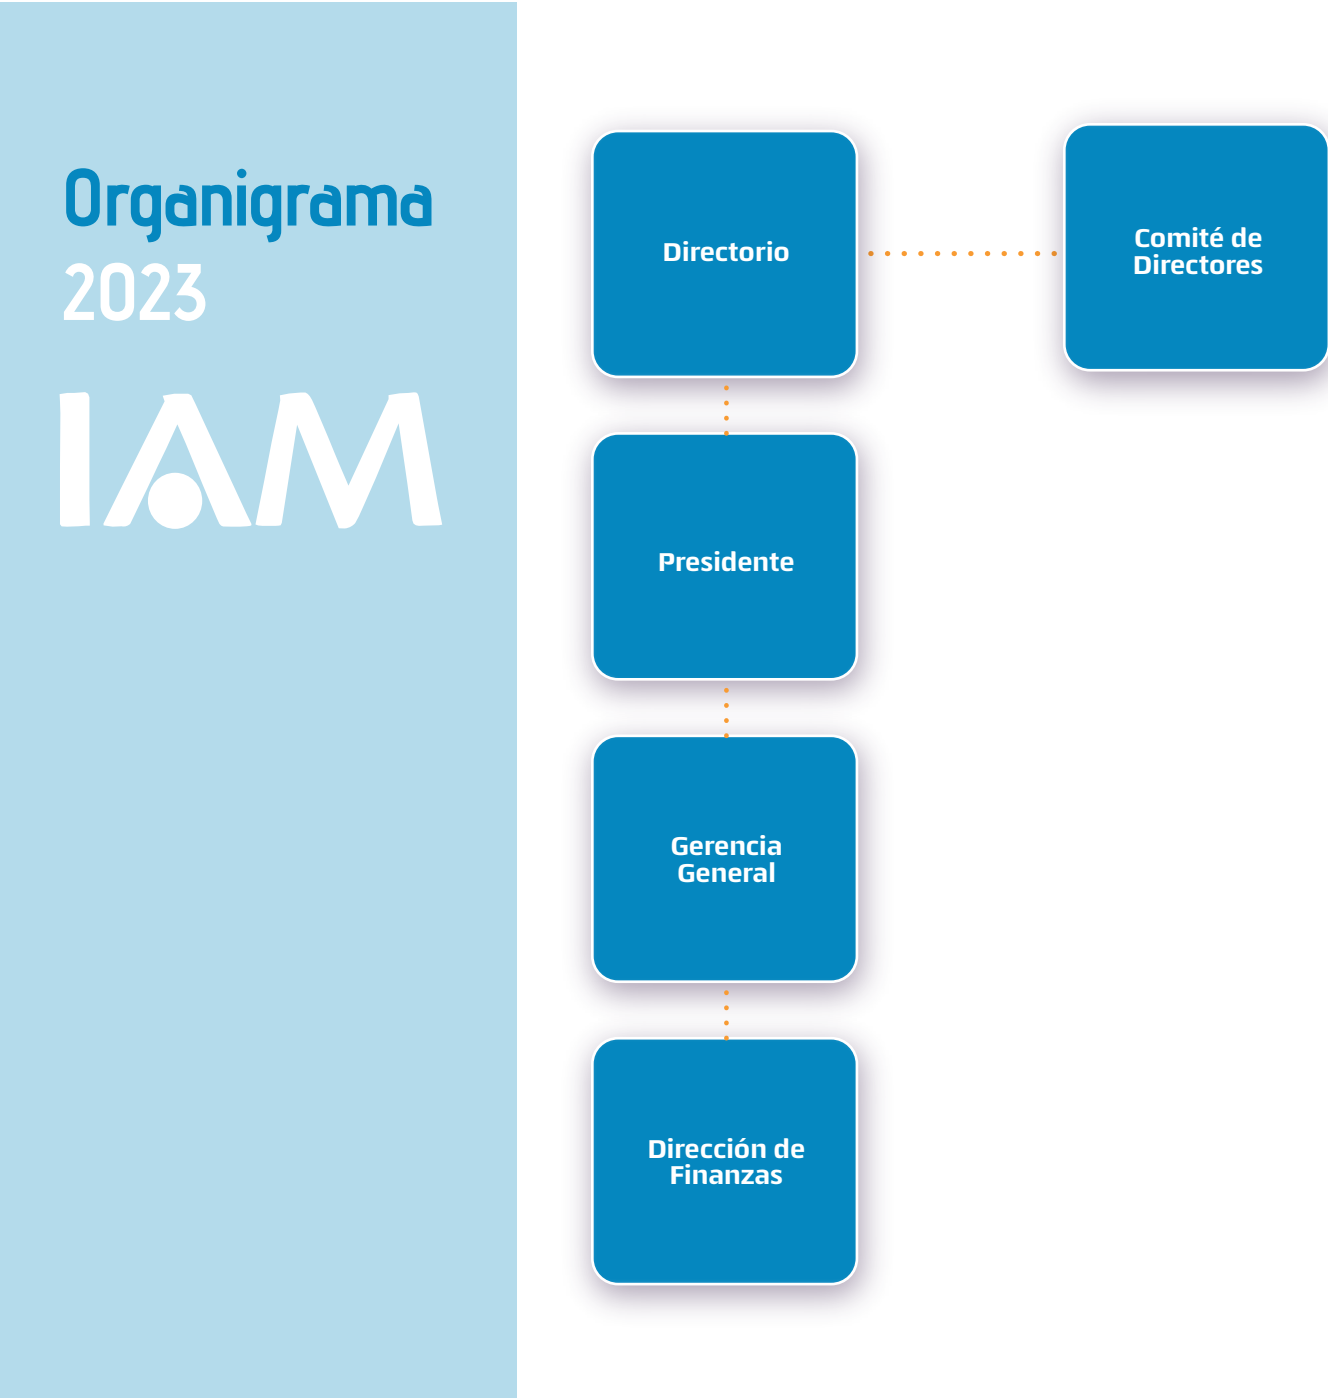 Organigrama
2023
IAM
Directorio
Comité de
Directores
Presidente
Gerencia
General
Dirección de
Finanzas